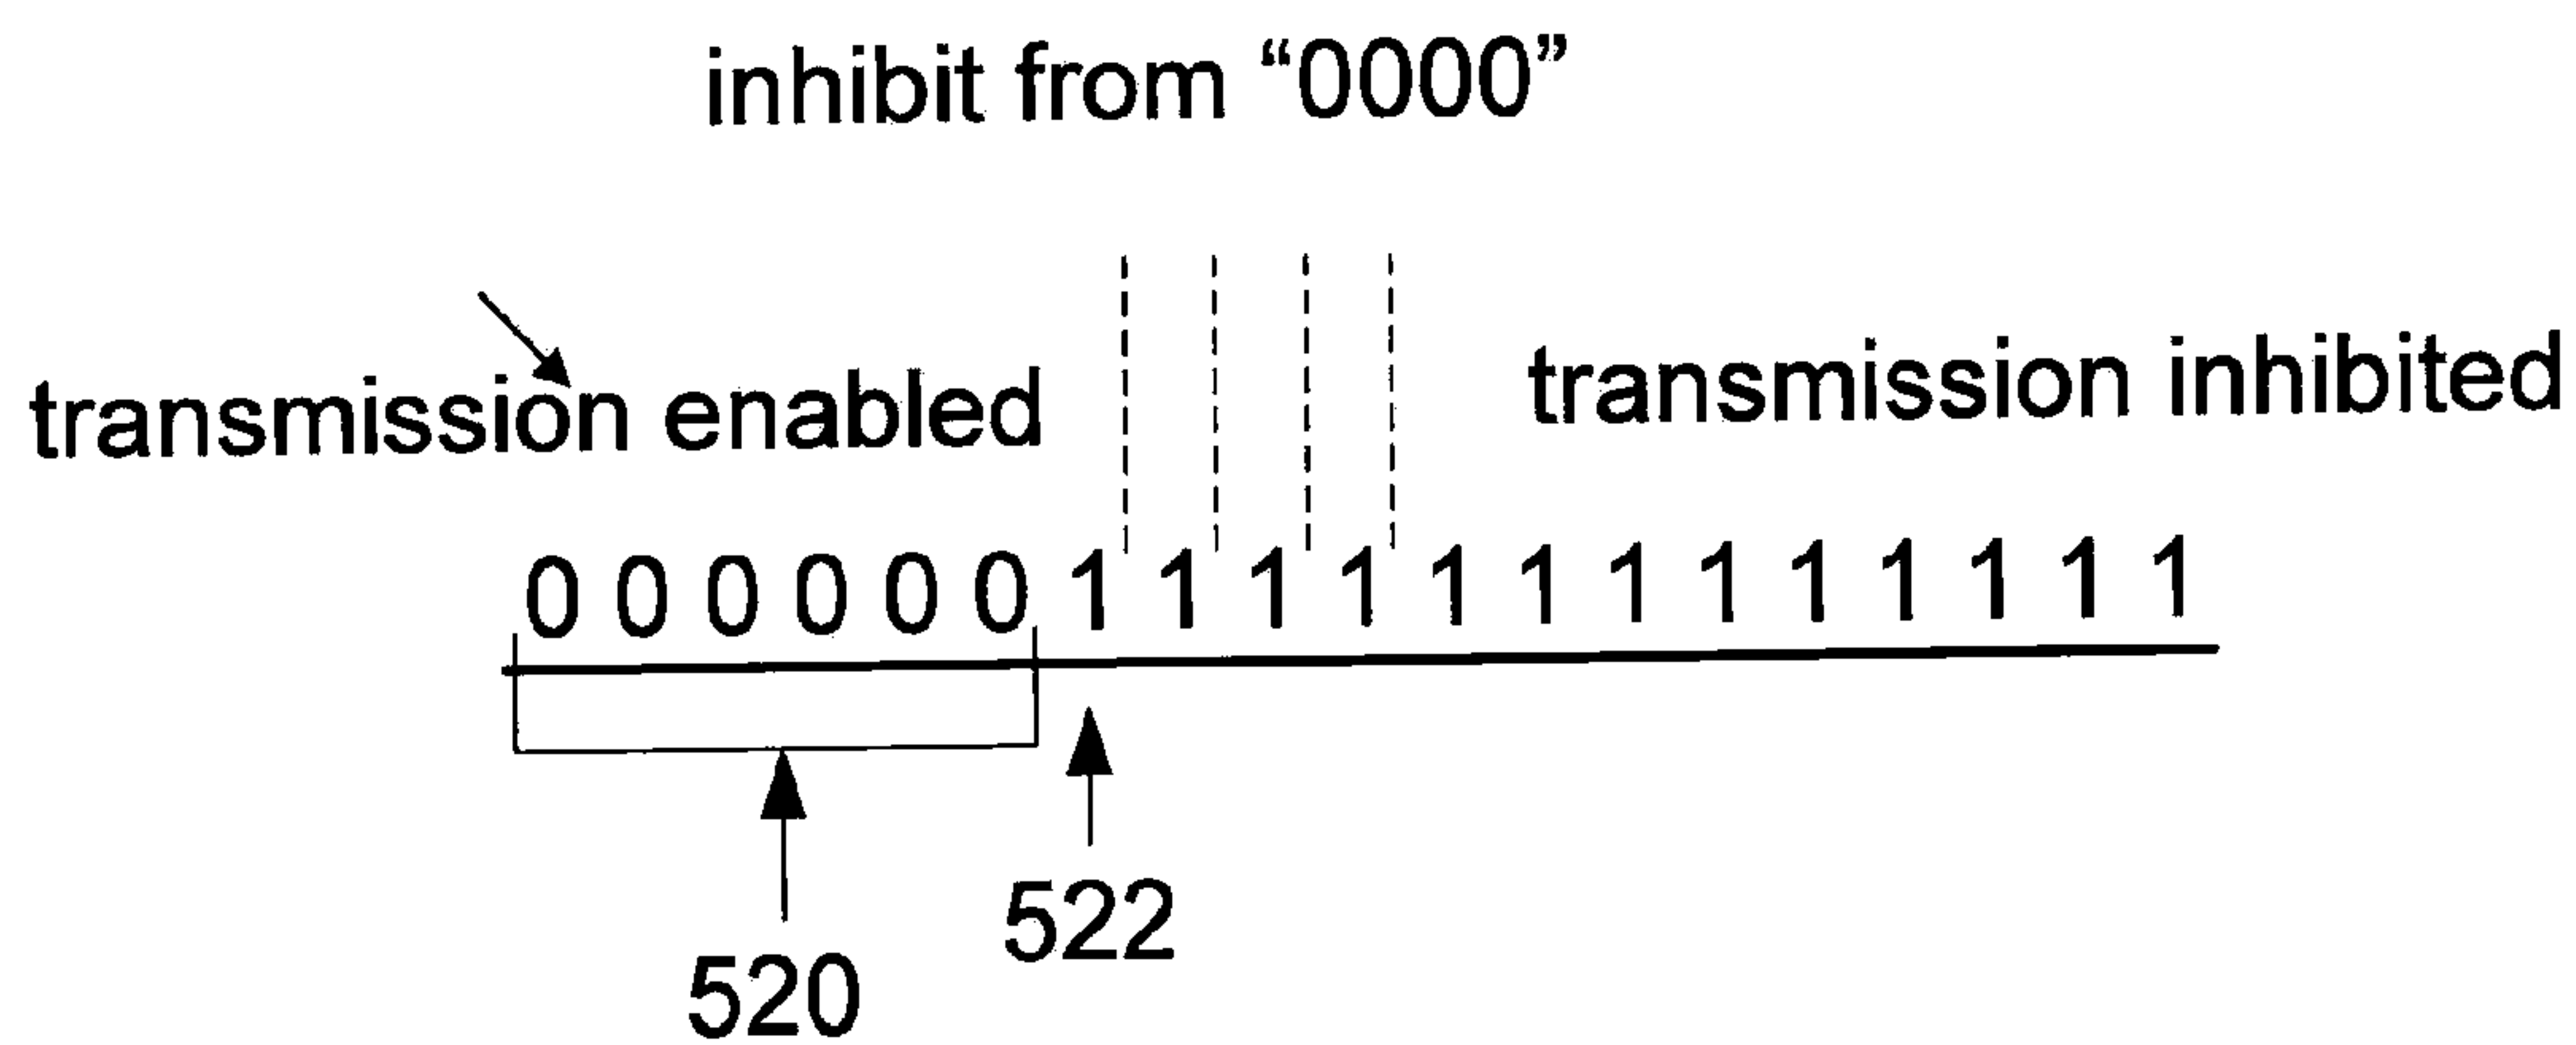 inhibit from “0000”
transmission enabled
transmission inhibited
0 0 0 0 0 0 1 1 1 1 1 1 1 1 1 1 1 1 1
522
520